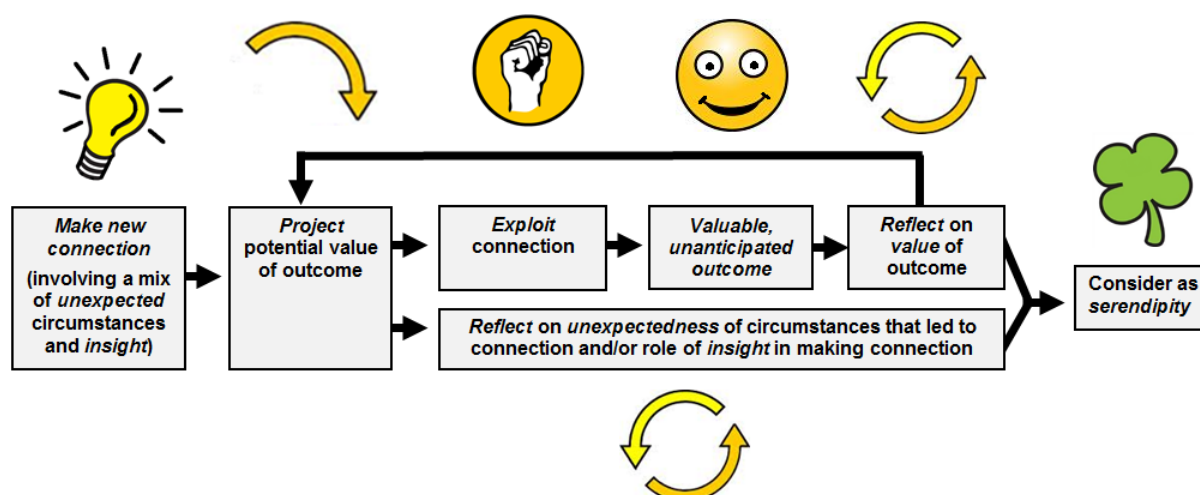 Make new
connection
(involving a mix
of unexpected
circumstances
and insight)
Project
potential value
of outcome
Exploit
connection
Valuable,
unanticipated
outcome
Reflect on
value of
outcome
Reflect on unexpectedness of circumstances that led to
connection and/or role of insight in making connection
Consider as
serendipity